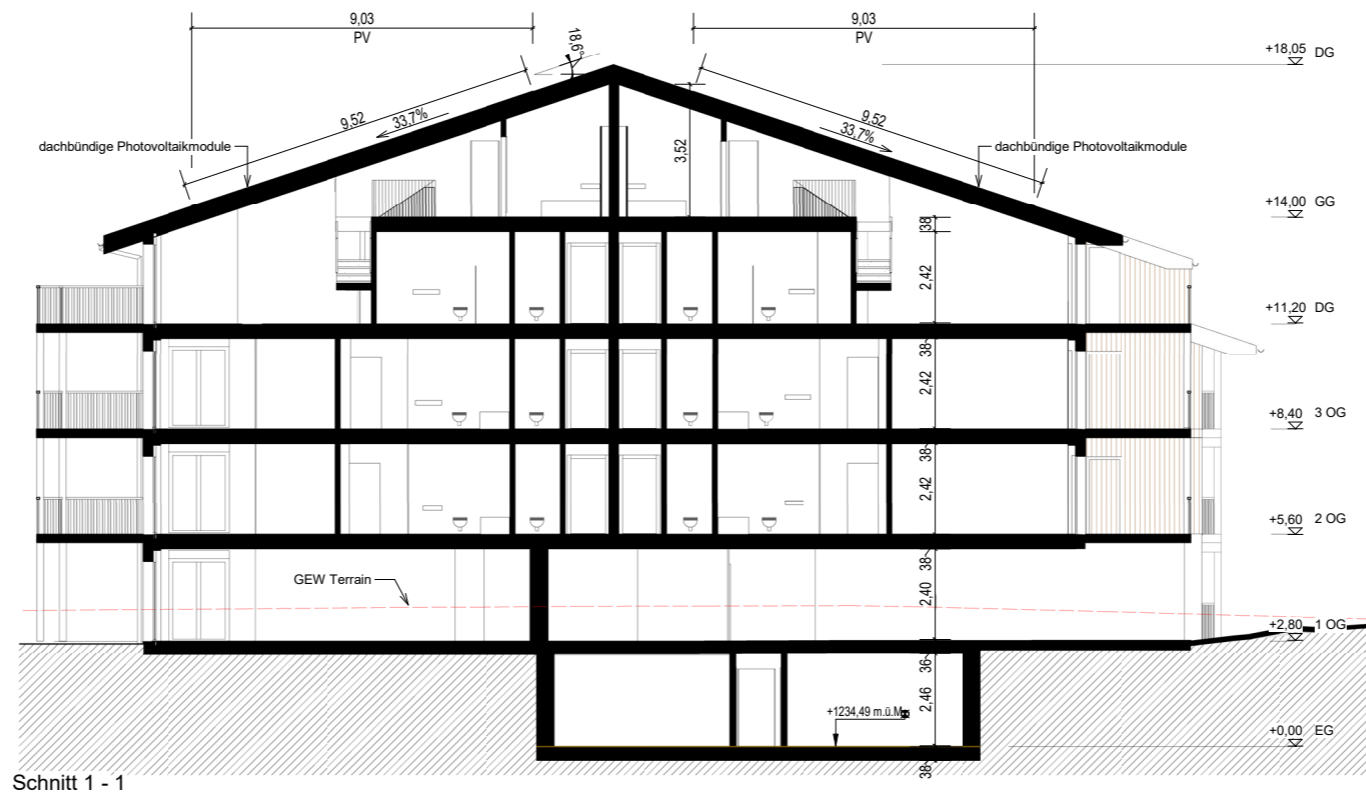 9,03
PV
9,03
PV
18,6°
+18,05 DG
9,52
33,7%
3,52
9,52
33,7%
dachbündige Photovoltaikmodule
dachbündige Photovoltaikmodule
+14,00 GG
38
2,42
+11,20 DG
38
2,42
+8,40 3 OG
38
2,42
+5,60 2 OG
38
2,40
GEW Terrain
+2,80 1 OG
36
2,46
+1234,49 m.ü.M
+0,00 EG
38
Schnitt 1 - 1